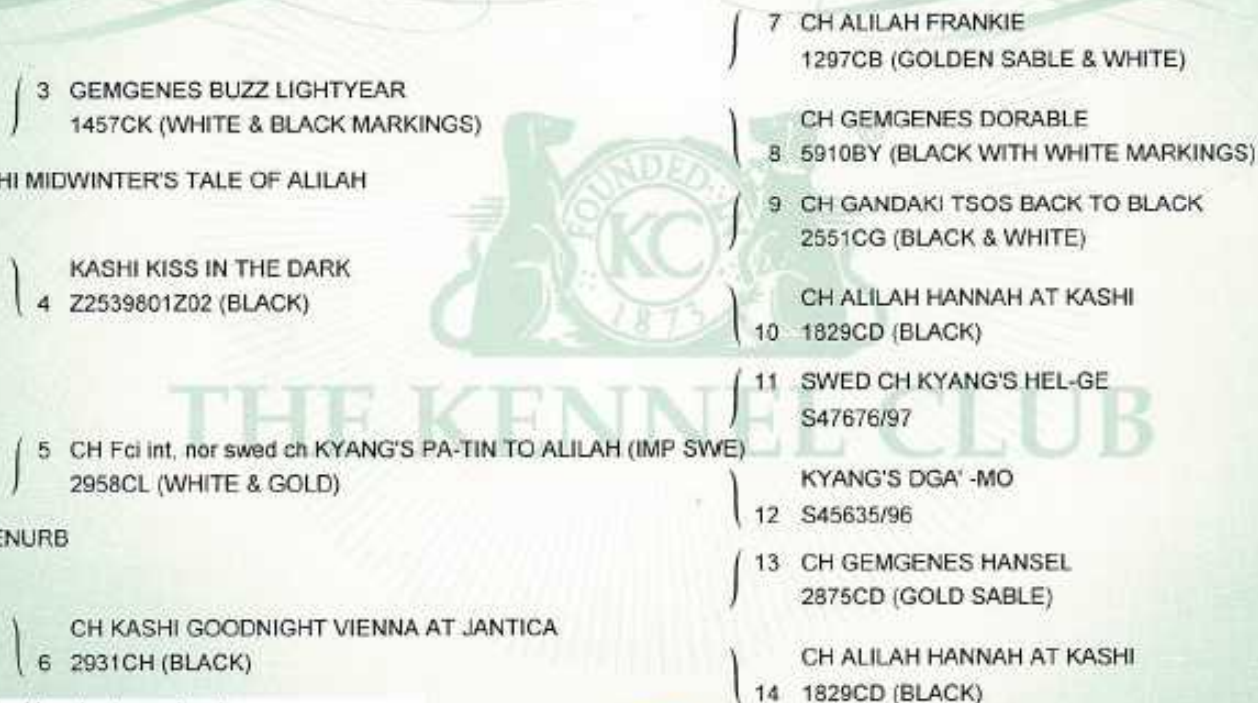 3 GEMGENES BUZZ LIGHTYEAR
1457CK (WHITE & BLACK MARKINGS)
HI MIDWINTER'S TALE OF ALILAH
KASHI KISS IN THE DARK
4 Z2539801Z02 (BLACK)
5 CH Fci int, nor swed ch KYANG'S PA-TIN TO ALILAH (IMP SWE)
2958CL (WHITE & GOLD)
ENURB
CH KASHI GOODNIGHT VIENNA AT JANTICA
6 2931CH (BLACK)
7 CH ALILAH FRANKIE
1297CB (GOLDEN SABLE & WHITE)
CH GEMGENES DORABLE
8 5910BY (BLACK WITH WHITE MARKINGS)
9 CH GANDAKI TSOS BACK TO BLACK
2551CG (BLACK & WHITE)
CH ALILAH HANNAH AT KASHI
10 1829CD (BLACK)
11 SWED CH KYANG'S HEL-GE
S47676/97
KYANG'S DGA' -MO
12 S45635/96
13 CH GEMGENES HANSEL
2875CD (GOLD SABLE)
CH ALILAH HANNAH AT KASHI
14 1829CD (BLACK)
FOUNDED
KC
1873
THE KENNEL CLUB